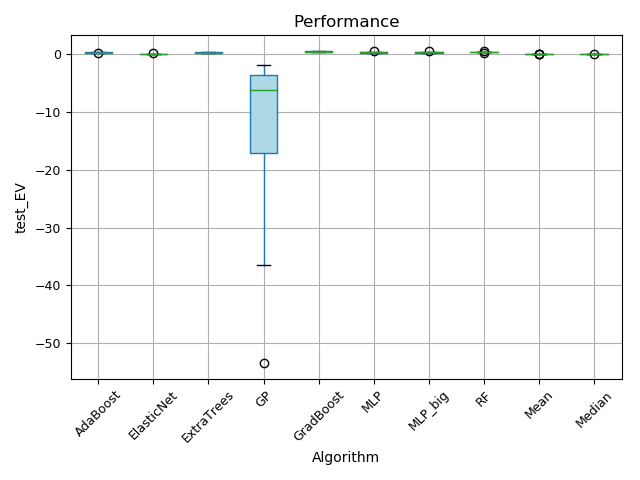 Performance
0
−10
−20
−30
−40
−50
test_EV
AdaBoost
ElasticNet
ExtraTrees
GP
GradBoost
MLP
MLP_big
RF
Mean
Median
Algorithm